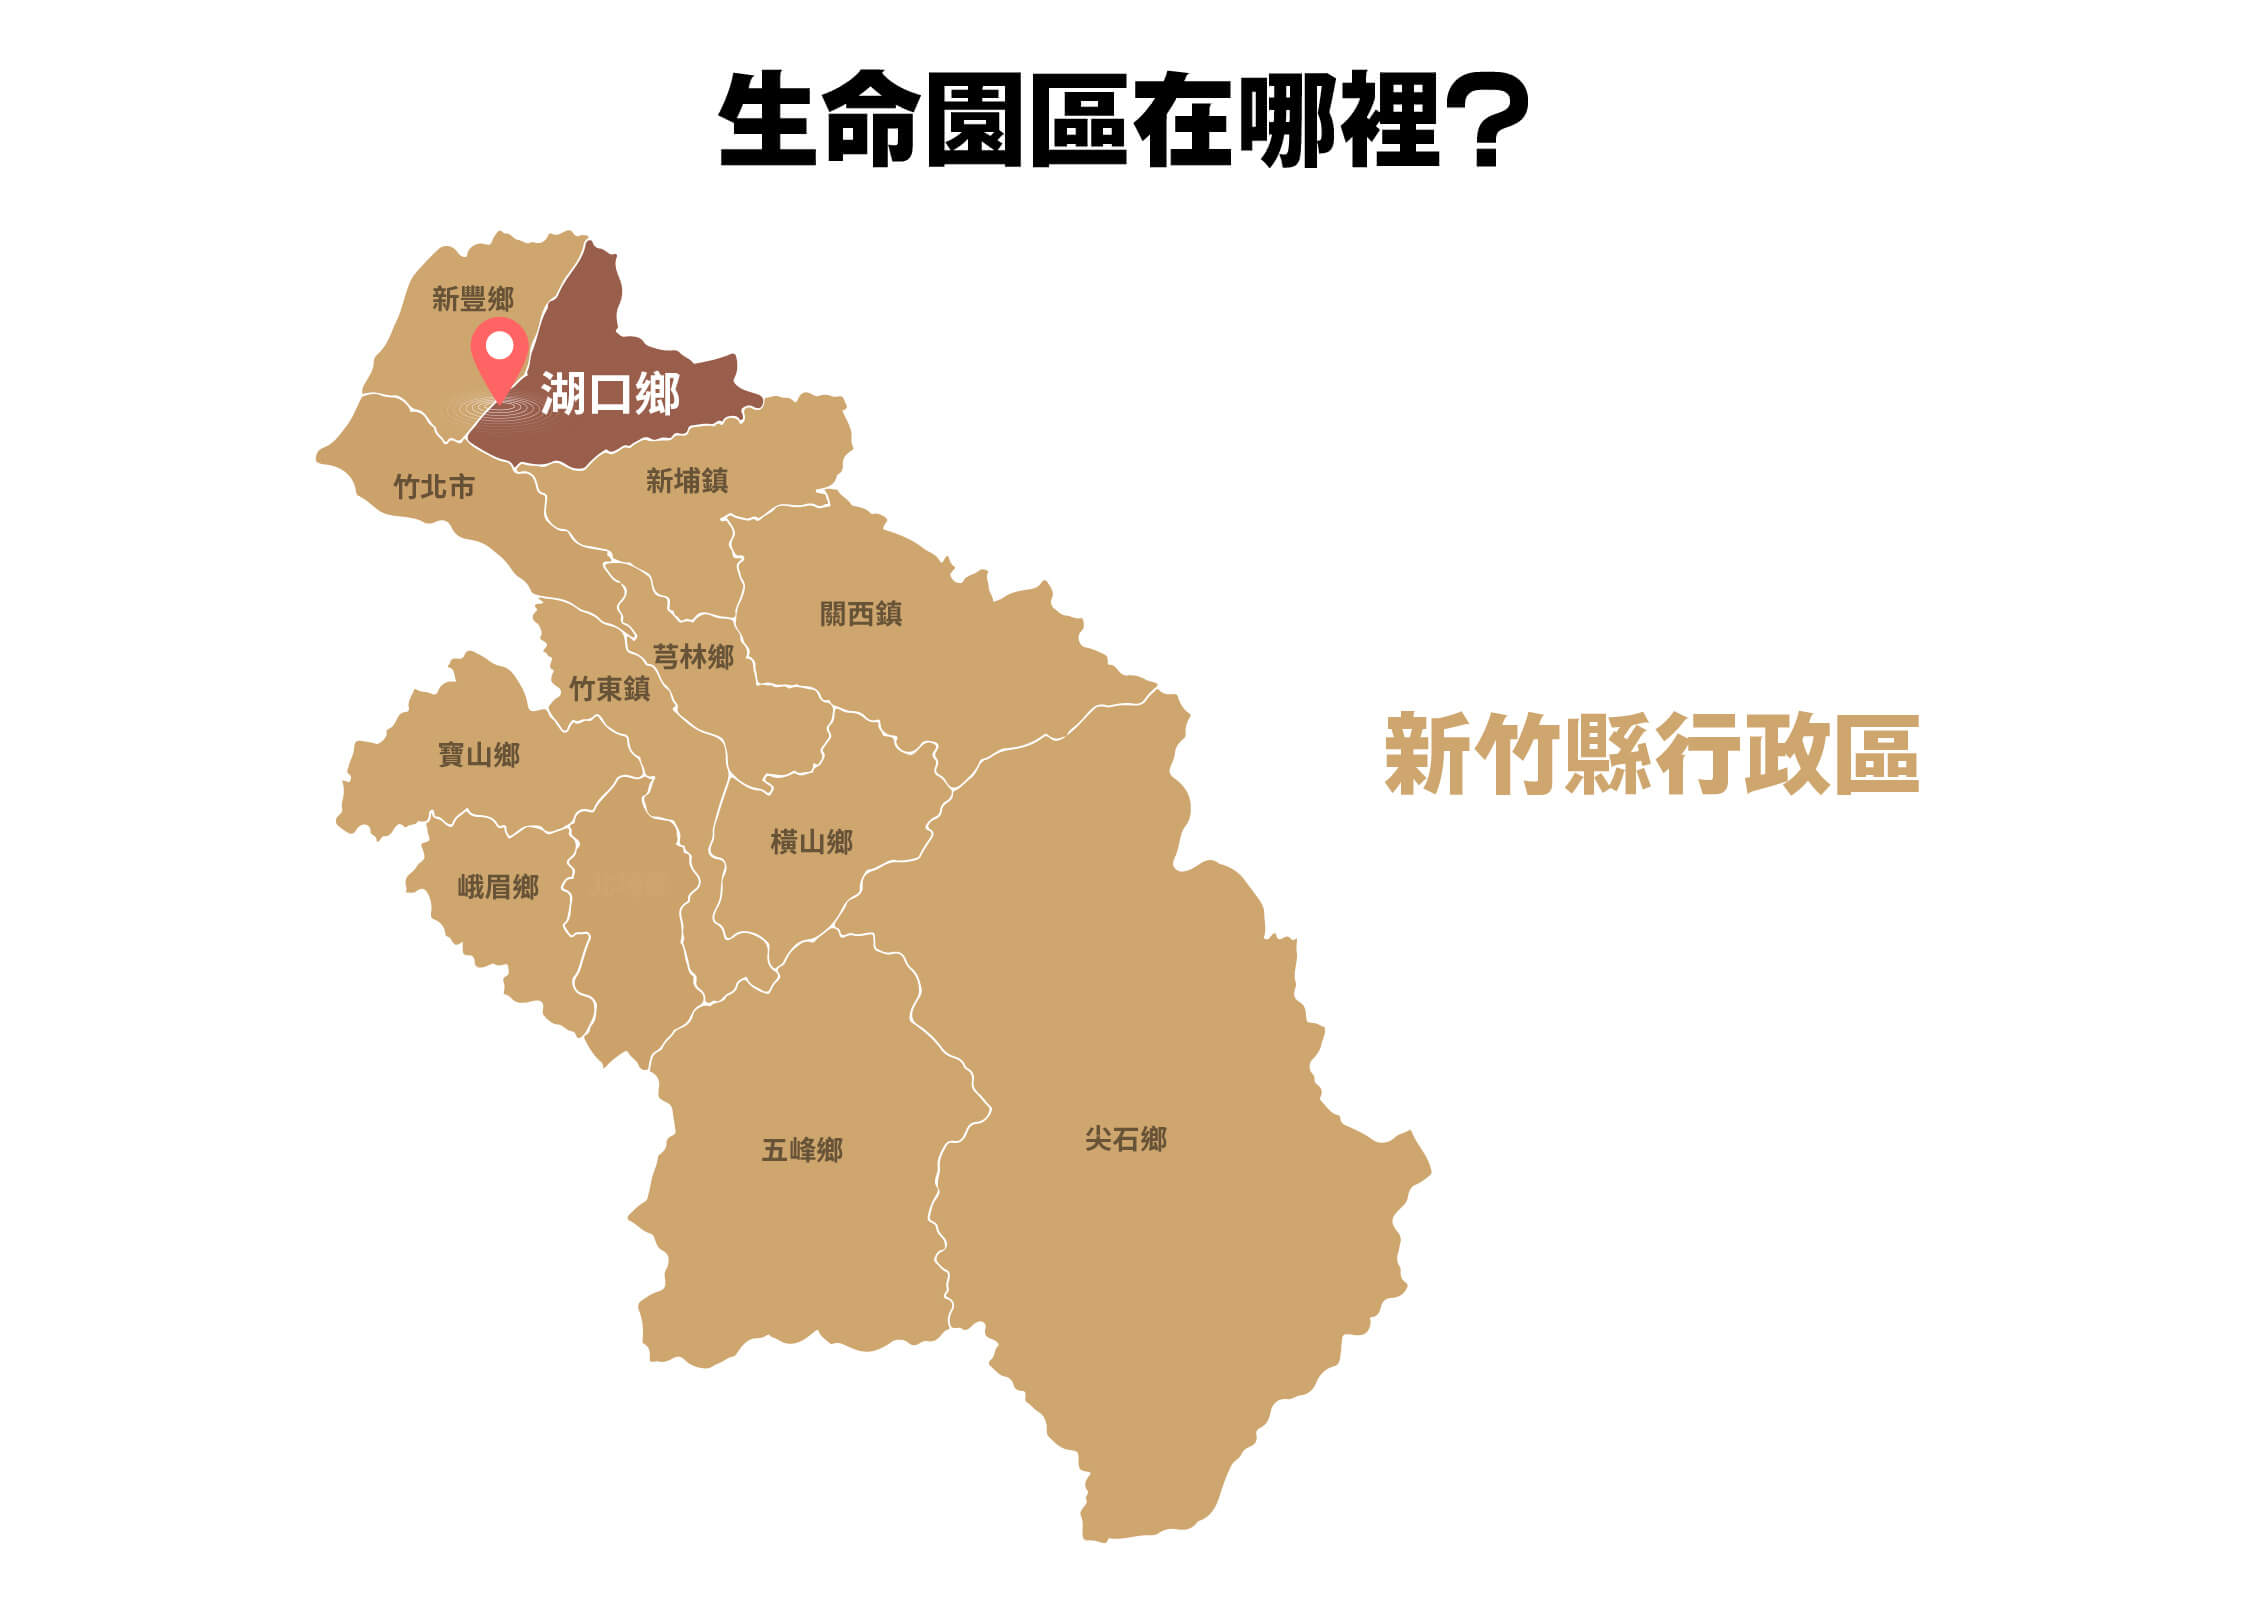 生命園區在哪裡?
新豐鄉
湖口鄉
竹北市
新埔鎮
關西鎮
芎林鄉
竹東鎮
新竹縣行政區
寶山鄉
橫山鄉
峨眉鄉
尖石鄉
五峰鄉